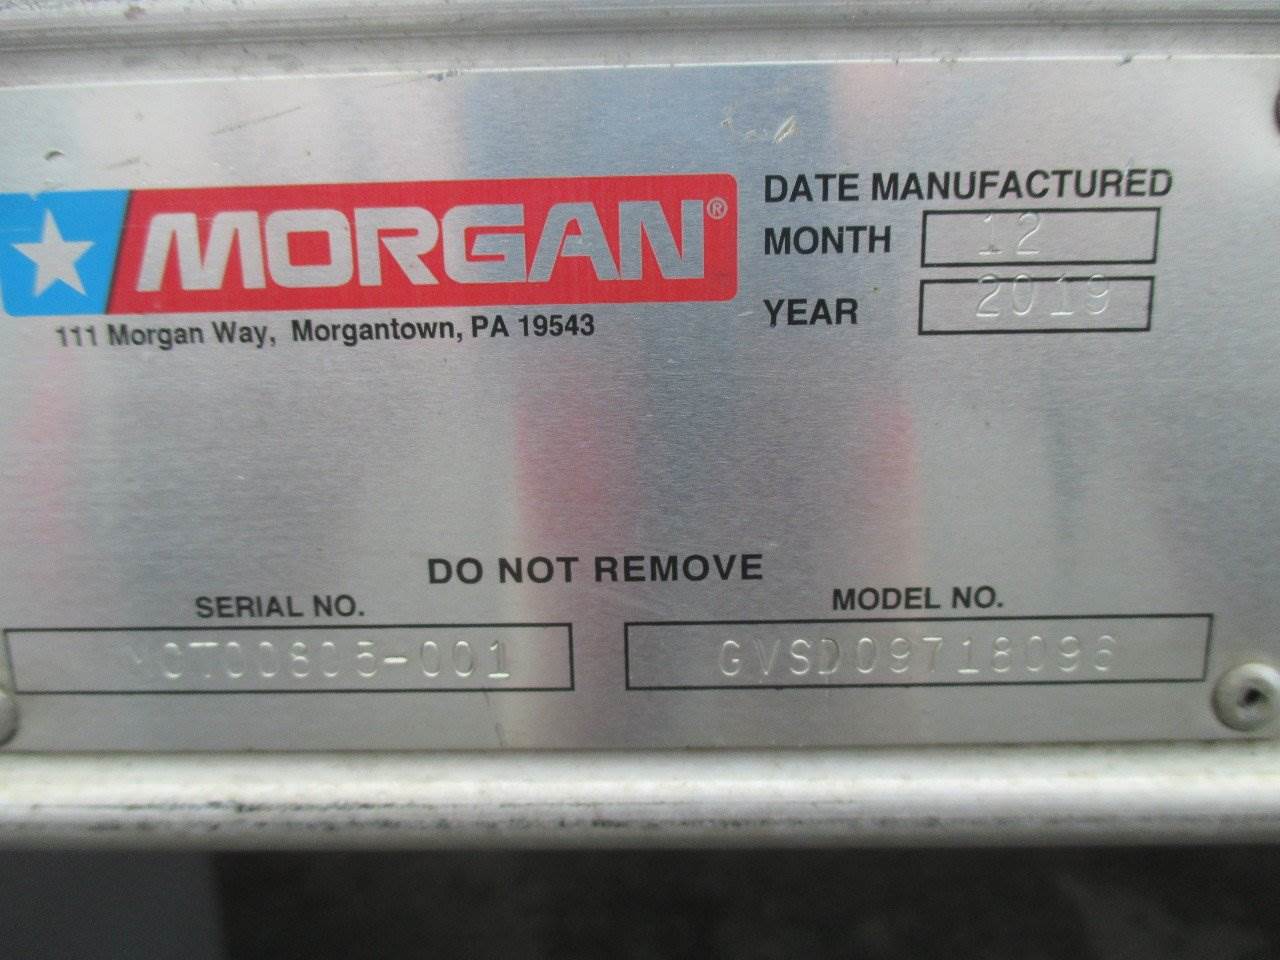 MORGAN®
111 Morgan Way, Morgantown, PA 19543
DATE MANUFACTURED
MONTH 12
YEAR 2019
DO NOT REMOVE
SERIAL NO.
MODEL NO.
GVSD09718096